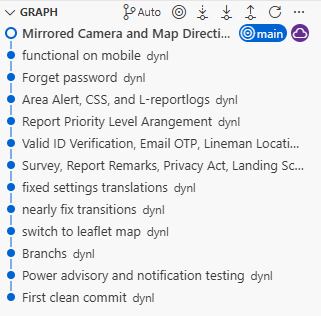 GRAPH
Auto
Mirrored Camera and Map Directi... main
functional on mobile dynl
Forget password dynl
Area Alert, CSS, and L-reportlogs dynl
Report Priority Level Arangement dynl
Valid ID Verification, Email OTP, Lineman Locati...
Survey, Report Remarks, Privacy Act, Landing Sc...
fixed settings translations dynl
nearly fix transitions dynl
switch to leaflet map dynl
Branchs dynl
Power advisory and notification testing dynl
First clean commit dynl